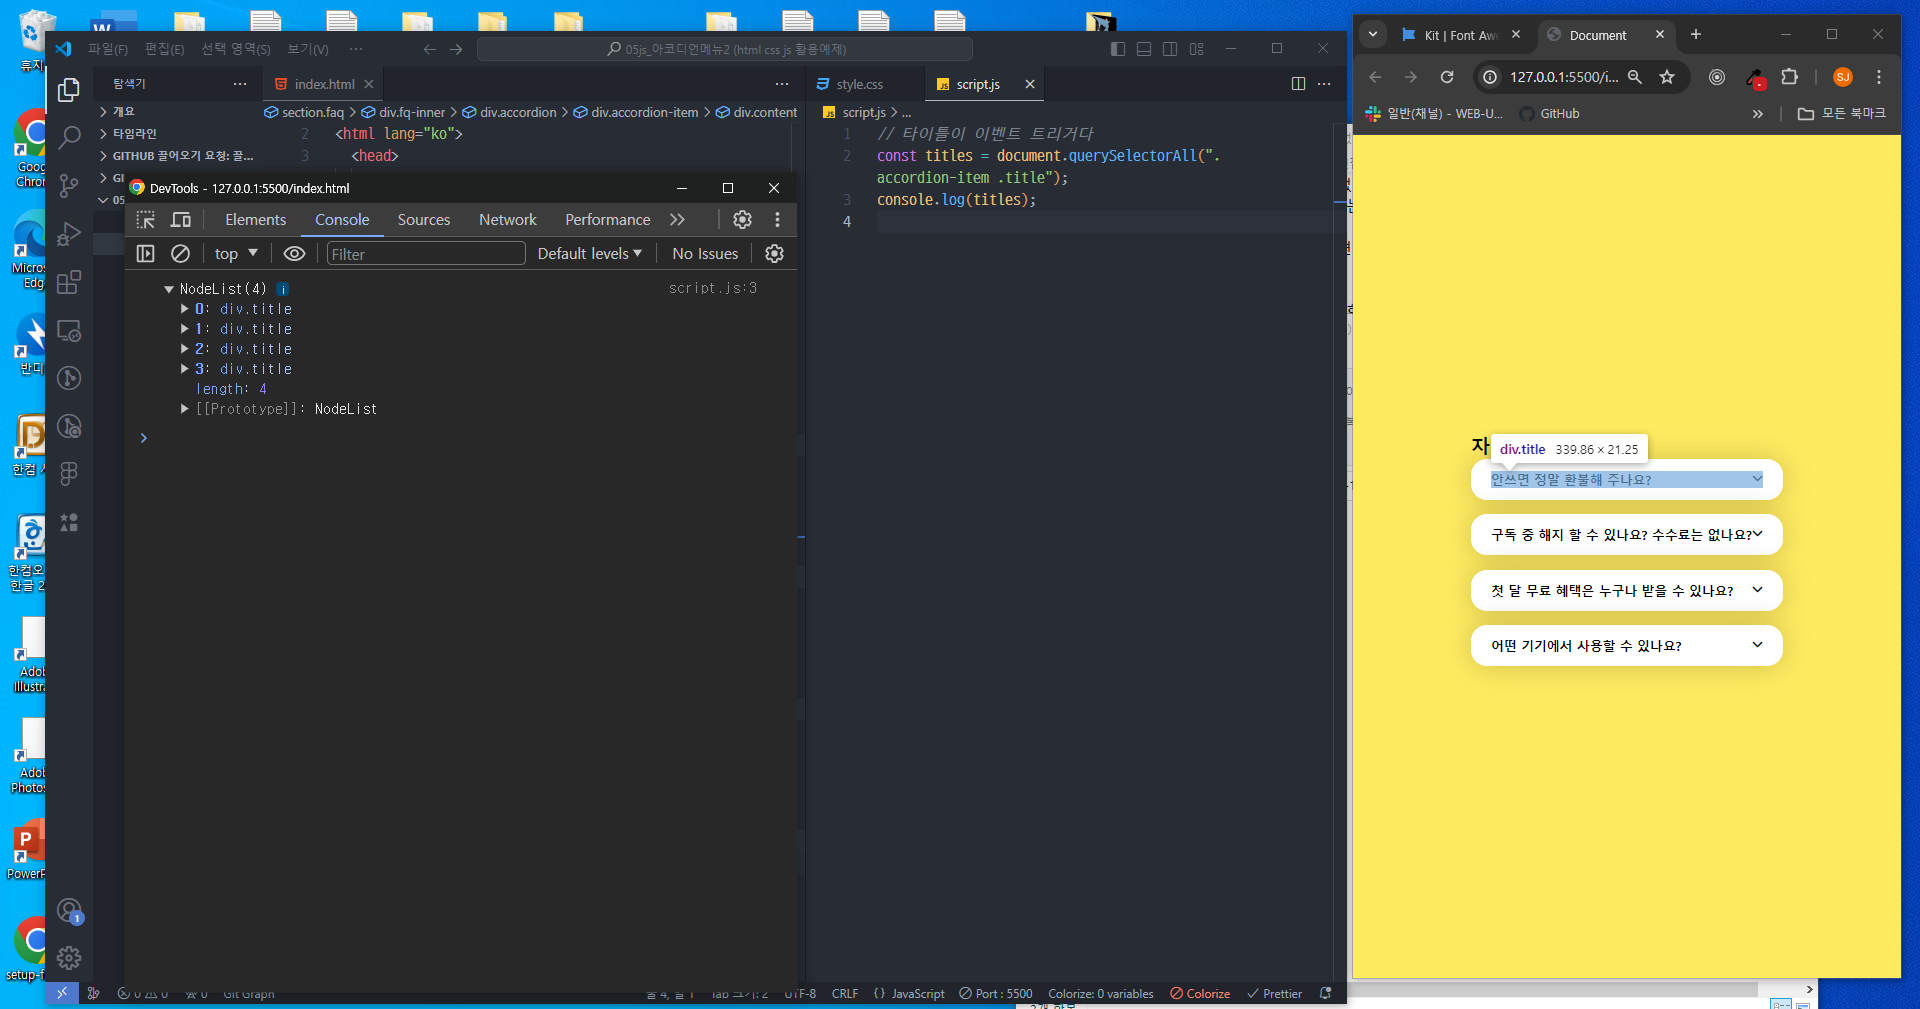 휴지
Goog
Chron
Micros
Edg
반디
한컴 사
한컴오
한글 2
Adob
Illustra
Adob
Photos
PowerP
setup-f
파일(F) 편집(E) 선택 영역(S) 보기(V) ···
05js_아코디언메뉴2 (html css js 활용예제)
탐색기 ···
개요
타임라인
GITHUB 끌어오기 요청: 끌...
GI
05
index.html
section.faq > div.fq-inner > div.accordion > div.accordion-item > div.content
2 <html lang="ko">
3 <head>
style.css
JS script.js
JS script.js > ...
1 // 타이틀이 이벤트 트리거다
2 const titles = document.querySelectorAll(".
accordion-item .title");
3 console.log(titles);
4
DevTools - 127.0.0.1:5500/index.html
Elements Console Sources Network Performance
top Filter Default levels No Issues
NodeList(4) i script.js:3
0: div.title
1: div.title
2: div.title
3: div.title
length: 4
[[Prototype]]: NodeList
1
0 0 0 Git Graph
줄 4, 열 1 Tab 크기: 2 UTF-8 CRLF {} JavaScript Port : 5500 Colorize: 0 variables Colorize Prettier
Kit | Font Aw
Document
127.0.0.1:5500/i...
SJ
일반(채널) - WEB-U... GitHub 모든 북마크
자
div.title 339.86 × 21.25
안쓰면 정말 환불해 주나요?
구독 중 해지 할 수 있나요? 수수료는 없나요?
첫 달 무료 혜택은 누구나 받을 수 있나요?
어떤 기기에서 사용할 수 있나요?